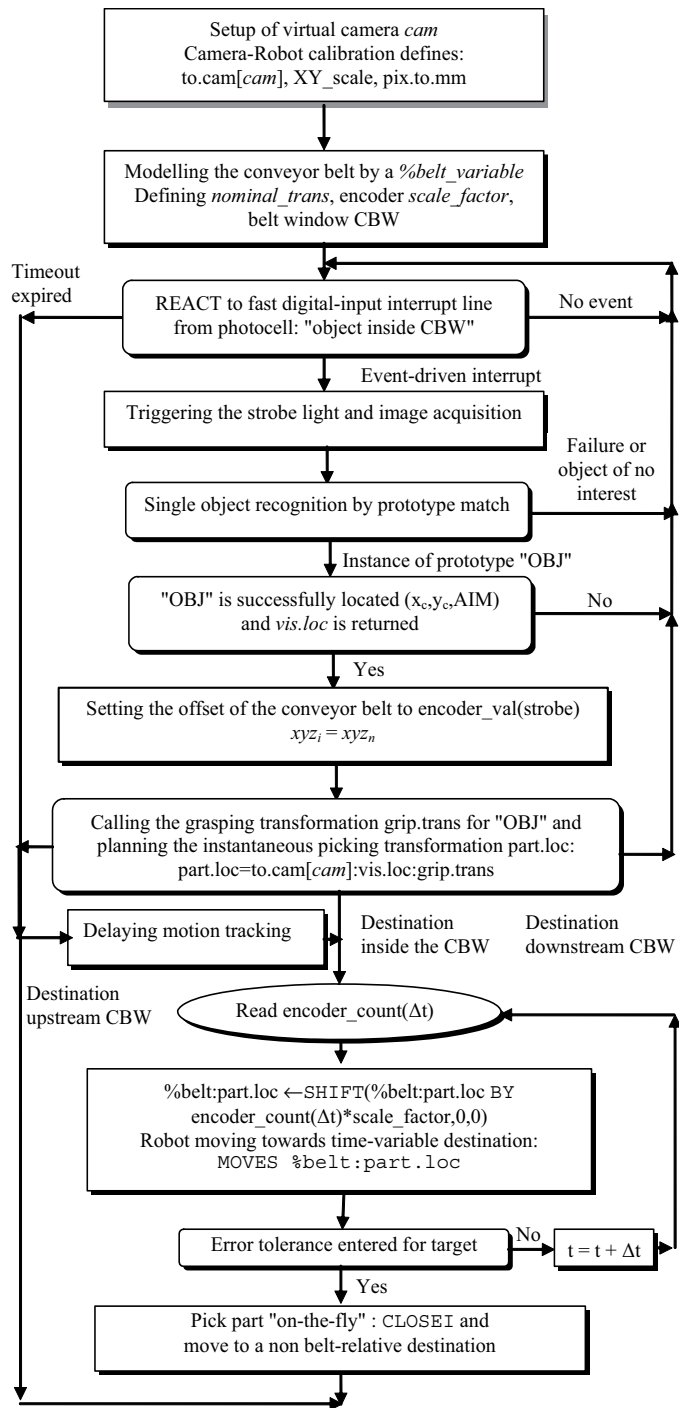 Setup of virtual camera cam
Camera-Robot calibration defines:
to.cam[cam], XY_scale, pix.to.mm
Modelling the conveyor belt by a %belt_variable
Defining nominal_trans, encoder scale_factor,
belt window CBW
Timeout
expired
REACT to fast digital-input interrupt line
from photocell: "object inside CBW"
No event
Event-driven interrupt
Triggering the strobe light and image acquisition
Failure or
object of no
interest
Single object recognition by prototype match
Instance of prototype "OBJ"
"OBJ" is successfully located (xc,yc,AIM)
and vis.loc is returned
No
Yes
Setting the offset of the conveyor belt to encoder_val(strobe)
xyzi = xyzn
Calling the grasping transformation grip.trans for "OBJ" and
planning the instantaneous picking transformation part.loc:
part.loc=to.cam[cam]:vis.loc:grip.trans
Delaying motion tracking
Destination
inside the CBW
Destination
downstream CBW
Destination
upstream CBW
Read encoder_count(Δt)
%belt:part.loc ←SHIFT(%belt:part.loc BY
encoder_count(Δt)*scale_factor,0,0)
Robot moving towards time-variable destination:
MOVES %belt:part.loc
Error tolerance entered for target
No
t = t + Δt
Yes
Pick part "on-the-fly" : CLOSEI and
move to a non belt-relative destination